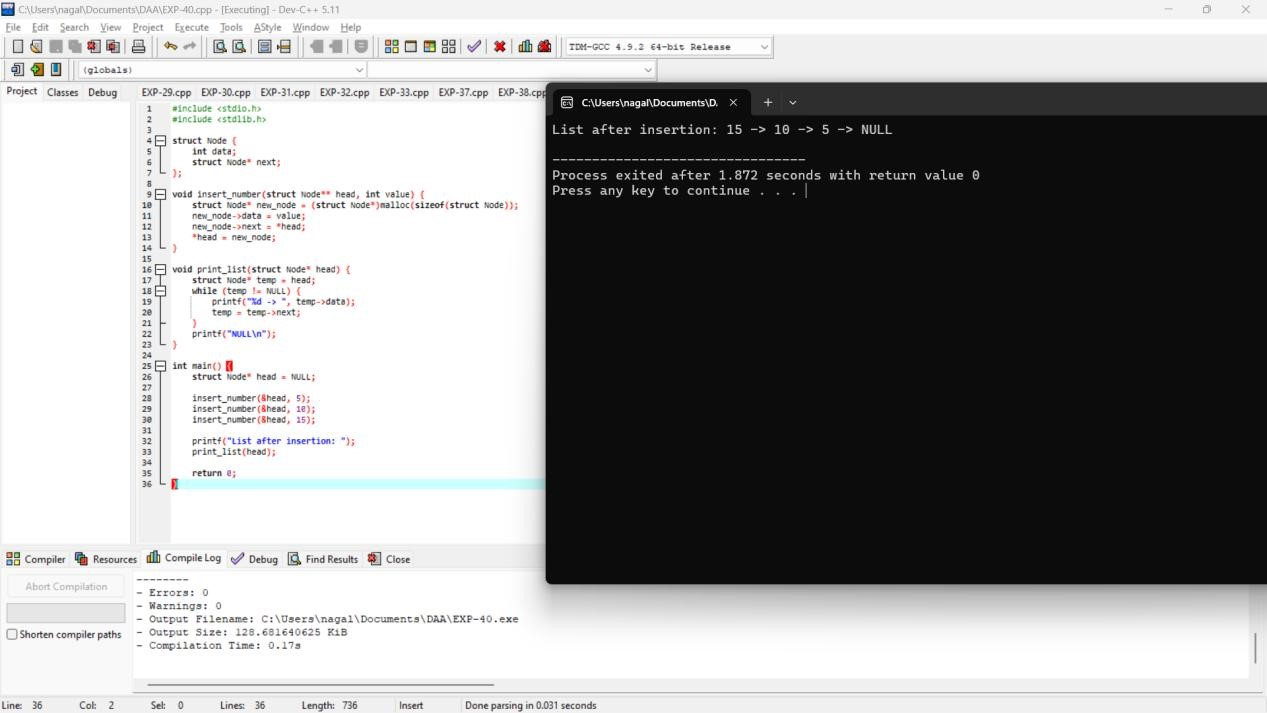 C:\Users\nagal\Documents\DAA\EXP-40.cpp - [Executing] - Dev-C++ 5.11
File Edit Search View Project Execute Tools AStyle Window Help
TDM-GCC 4.9.2 64-bit Release
(globals)
Project Classes Debug
EXP-29.cpp EXP-30.cpp EXP-31.cpp EXP-32.cpp EXP-33.cpp EXP-37.cpp EXP-38.cpp
1 #include <stdio.h>
2 #include <stdlib.h>
3
4 struct Node {
5 int data;
6 struct Node* next;
7 };
8
9 void insert_number(struct Node** head, int value) {
10 struct Node* new_node = (struct Node*)malloc(sizeof(struct Node));
11 new_node->data = value;
12 new_node->next = *head;
13 *head = new_node;
14 }
15
16 void print_list(struct Node* head) {
17 struct Node* temp = head;
18 while (temp != NULL) {
19 printf("%d -> ", temp->data);
20 temp = temp->next;
21 }
22 printf("NULL\n");
23 }
24
25 int main() {
26 struct Node* head = NULL;
27
28 insert_number(&head, 5);
29 insert_number(&head, 10);
30 insert_number(&head, 15);
31
32 printf("List after insertion: ");
33 print_list(head);
34
35 return 0;
36 }
C:\Users\nagal\Documents\D.
List after insertion: 15 -> 10 -> 5 -> NULL
--------------------------------
Process exited after 1.872 seconds with return value 0
Press any key to continue . . .
Compiler Resources Compile Log Debug Find Results Close
Abort Compilation
Shorten compiler paths
--------
- Errors: 0
- Warnings: 0
- Output Filename: C:\Users\nagal\Documents\DAA\EXP-40.exe
- Output Size: 128.681640625 KiB
- Compilation Time: 0.17s
Line: 36 Col: 2 Sel: 0 Lines: 36 Length: 736 Insert Done parsing in 0.031 seconds